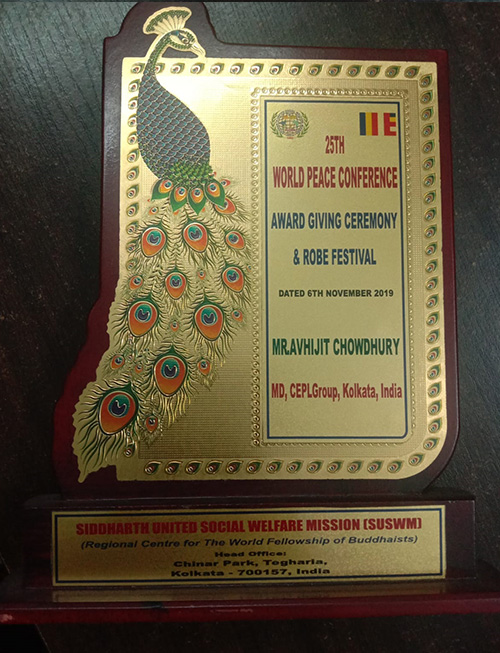 25TH
WORLD PEACE CONFERENCE
AWARD GIVING CEREMONY
& ROBE FESTIVAL
DATED 6TH NOVEMBER 2019
MR.AVHIJIT CHOWDHURY
MD, CEPLGroup, Kolkata, India
SIDDHARTH UNITED SOCIAL WELFARE MISSION (SUSWM)
(Regional Centre for The World Fellowship of Buddhaists)
Head Office:
Chinar Park, Tegharia,
Kolkata - 700157, India